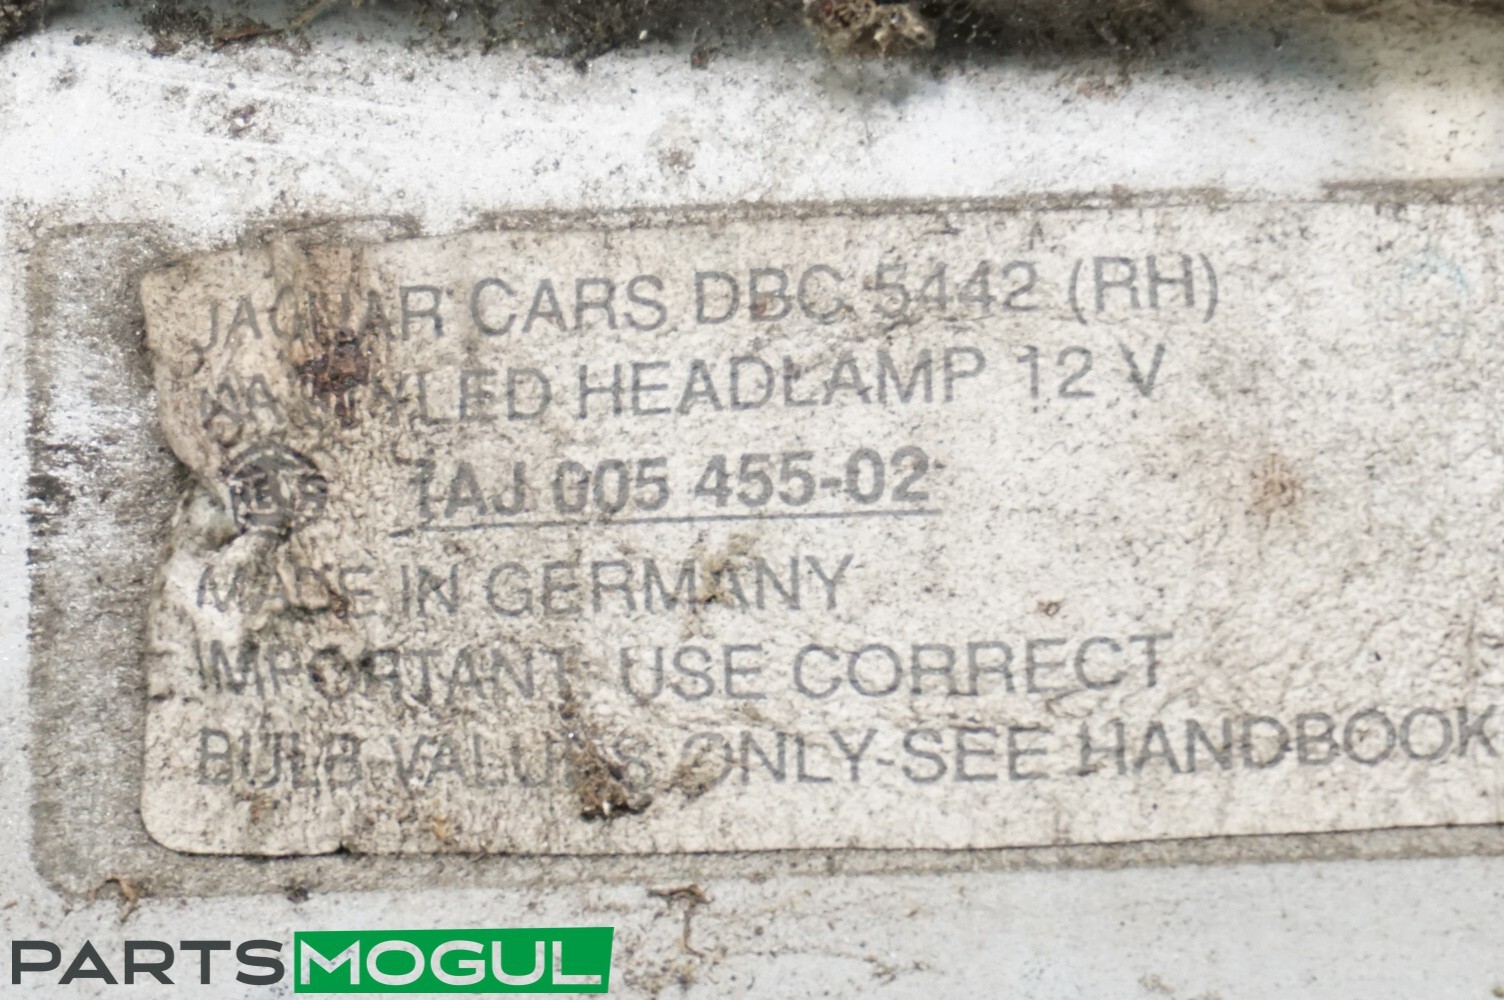 JAGUAR CARS DBC 5442 (RH)
HEADLAMP 12 V
1AJ 005 455-02
MADE IN GERMANY
IMPORTANT USE CORRECT
BULB VALUES ONLY-SEE HANDBOOK
PARTSMOGUL